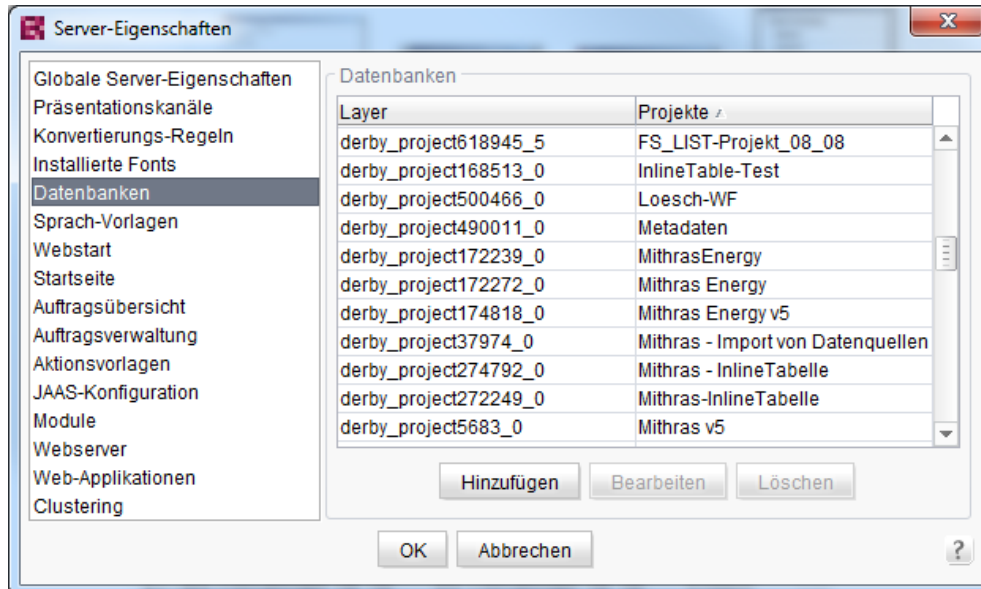 Server-Eigenschaften
Globale Server-Eigenschaften
Präsentationskanäle
Konvertierungs-Regeln
Installierte Fonts
Datenbanken
Sprach-Vorlagen
Webstart
Startseite
Auftragsübersicht
Auftragsverwaltung
Aktionsvorlagen
JAAS-Konfiguration
Module
Webserver
Web-Applikationen
Clustering
Datenbanken
Layer Projekte
derby_project618945_5 FS_LIST-Projekt_08_08
derby_project168513_0 InlineTable-Test
derby_project500466_0 Loesch-WF
derby_project490011_0 Metadaten
derby_project172239_0 MithrasEnergy
derby_project172272_0 Mithras Energy
derby_project174818_0 Mithras Energy v5
derby_project37974_0 Mithras - Import von Datenquellen
derby_project274792_0 Mithras - InlineTabelle
derby_project272249_0 Mithras-InlineTabelle
derby_project5683_0 Mithras v5
Hinzufügen Bearbeiten Löschen
OK Abbrechen ?